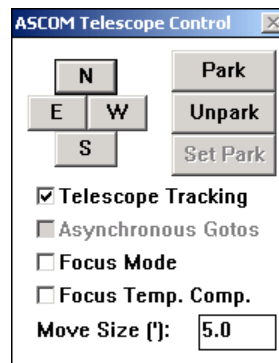 ASCOM Telescope Control
N
Park
E W
Unpark
S
Set Park
Telescope Tracking
Asynchronous Gotos
Focus Mode
Focus Temp. Comp.
Move Size ('): 5.0